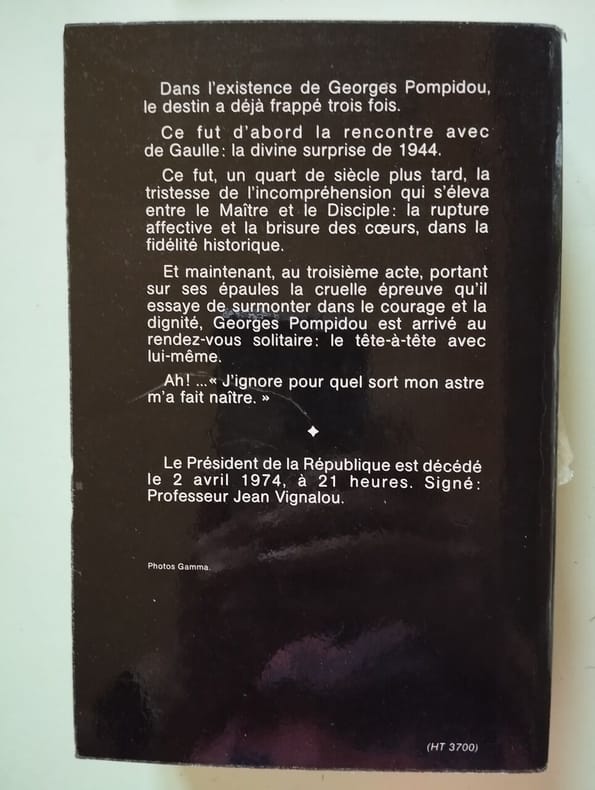 Dans l'existence de Georges Pompidou,
le destin a déjà frappé trois fois.
Ce fut d'abord la rencontre avec
de Gaulle : la divine surprise de 1944.
Ce fut, un quart de siècle plus tard, la
tristesse de l'incompréhension qui s'éleva
entre le Maître et le Disciple : la rupture
affective et la brisure des cœurs, dans la
fidélité historique.
Et maintenant, au troisième acte, portant
sur ses épaules la cruelle épreuve qu'il
essaye de surmonter dans le courage et la
dignité, Georges Pompidou est arrivé au
rendez-vous solitaire : le tête-à-tête avec
lui-même.
Ah ! ...« J'ignore pour quel sort mon astre
m'a fait naître. »
Le Président de la République est décédé
le 2 avril 1974, à 21 heures. Signé :
Professeur Jean Vignalou.
Photos Gamma.
(HT 3700)